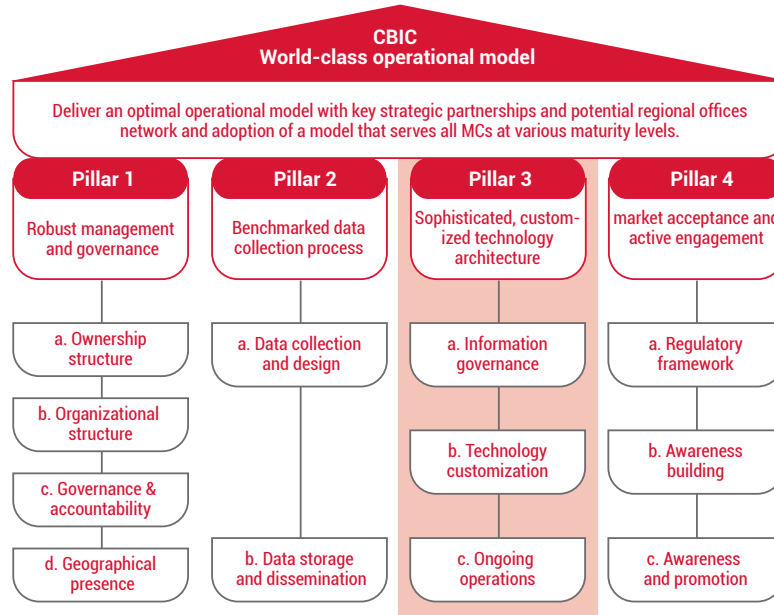 CBIC
World-class operational model
Deliver an optimal operational model with key strategic partnerships and potential regional offices
network and adoption of a model that serves all MCs at various maturity levels.
Pillar 1
Robust management
and governance
a. Ownership
structure
b. Organizational
structure
c. Governance &
accountability
d. Geographical
presence
Pillar 2
Benchmarked data
collection process
a. Data collection
and design
b. Data storage
and dissemination
Pillar 3
Sophisticated, custom-
ized technology
architecture
a. Information
governance
b. Technology
customization
c. Ongoing
operations
Pillar 4
market acceptance and
active engagement
a. Regulatory
framework
b. Awareness
building
c. Awareness
and promotion